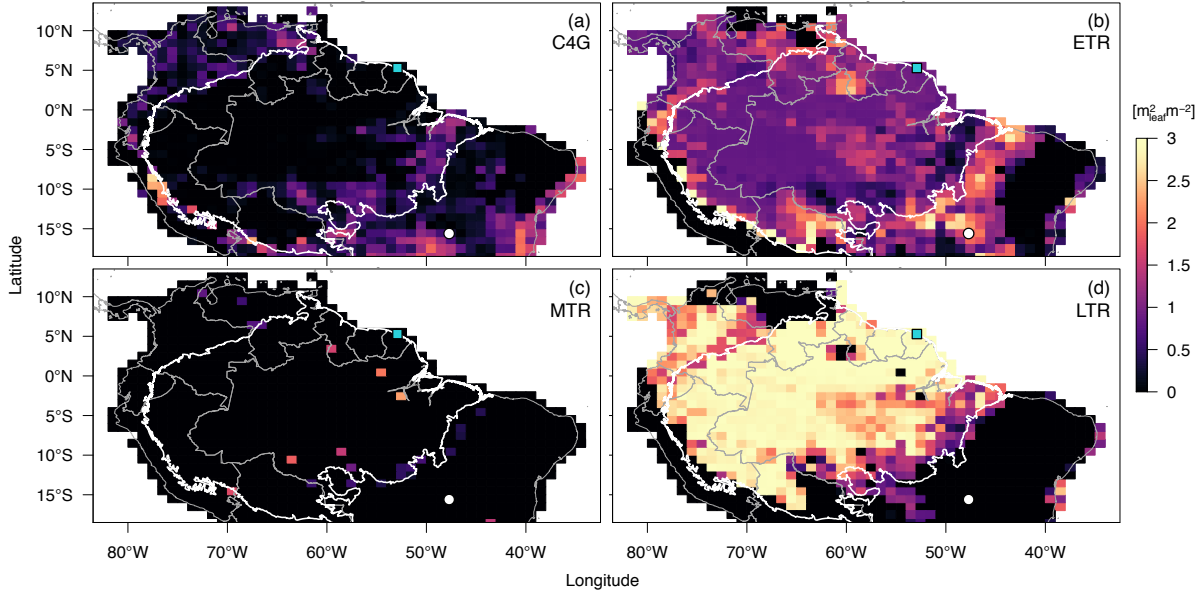 (a)
C4G
(b)
ETR
10°N
5°N
0°N
5°S
10°S
15°S
[m²leaf m⁻²]
3
2.5
2
1.5
1
0.5
0
Latitude
(c)
MTR
(d)
LTR
10°N
5°N
0°N
5°S
10°S
15°S
80°W 70°W 60°W 50°W 40°W 80°W 70°W 60°W 50°W 40°W
Longitude